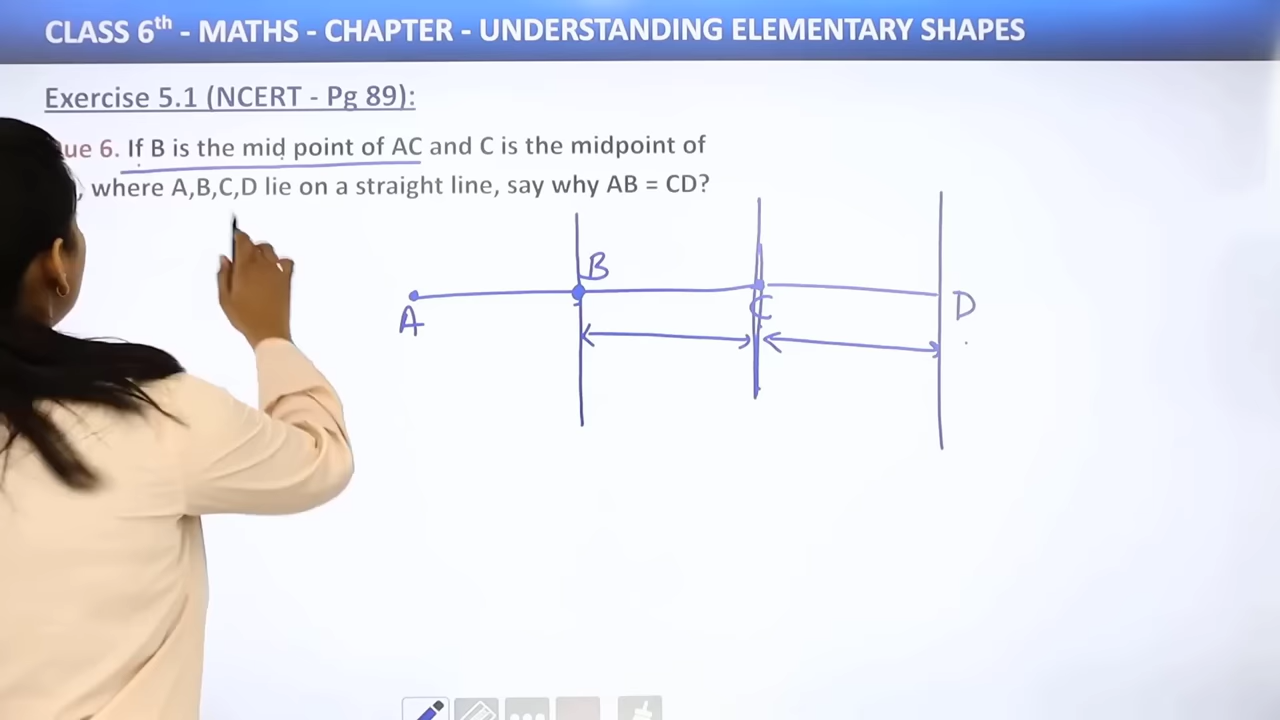 CLASS 6th - MATHS - CHAPTER - UNDERSTANDING ELEMENTARY SHAPES
Exercise 5.1 (NCERT - Pg 89):
ue 6. If B is the mid point of AC and C is the midpoint of
, where A,B,C,D lie on a straight line, say why AB = CD?
B
A
C
D